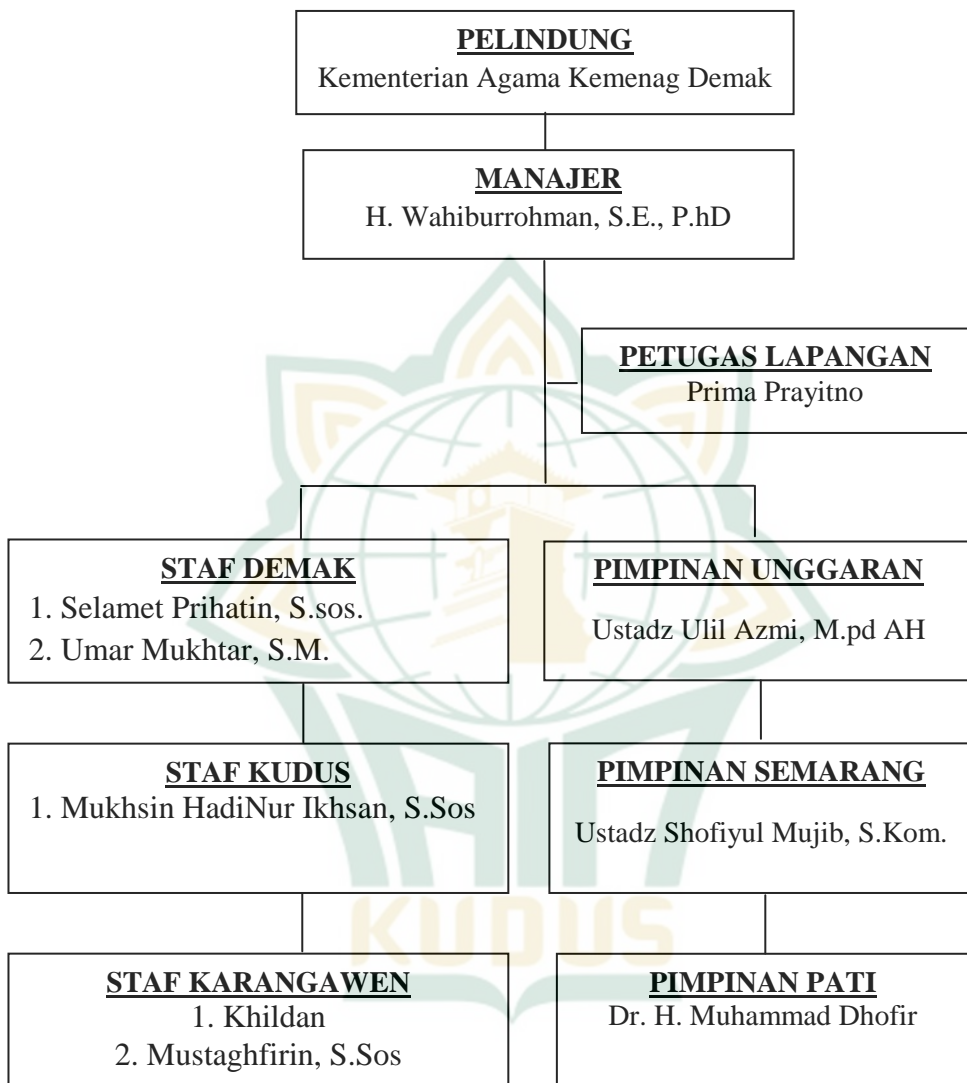 PELINDUNG
Kementerian Agama Kemenag Demak
MANAJER
H. Wahiburrohman, S.E., P.hD
PETUGAS LAPANGAN
Prima Prayitno
STAF DEMAK
1. Selamet Prihatin, S.sos.
2. Umar Mukhtar, S.M.
PIMPINAN UNGGARAN
Ustadz Ulil Azmi, M.pd AH
STAF KUDUS
1. Mukhsin HadiNur Ikhsan, S.Sos
PIMPINAN SEMARANG
Ustadz Shofiyul Mujib, S.Kom.
STAF KARANGAWEN
1. Khildan
2. Mustaghfirin, S.Sos
PIMPINAN PATI
Dr. H. Muhammad Dhofir
IAIN
KUDUS